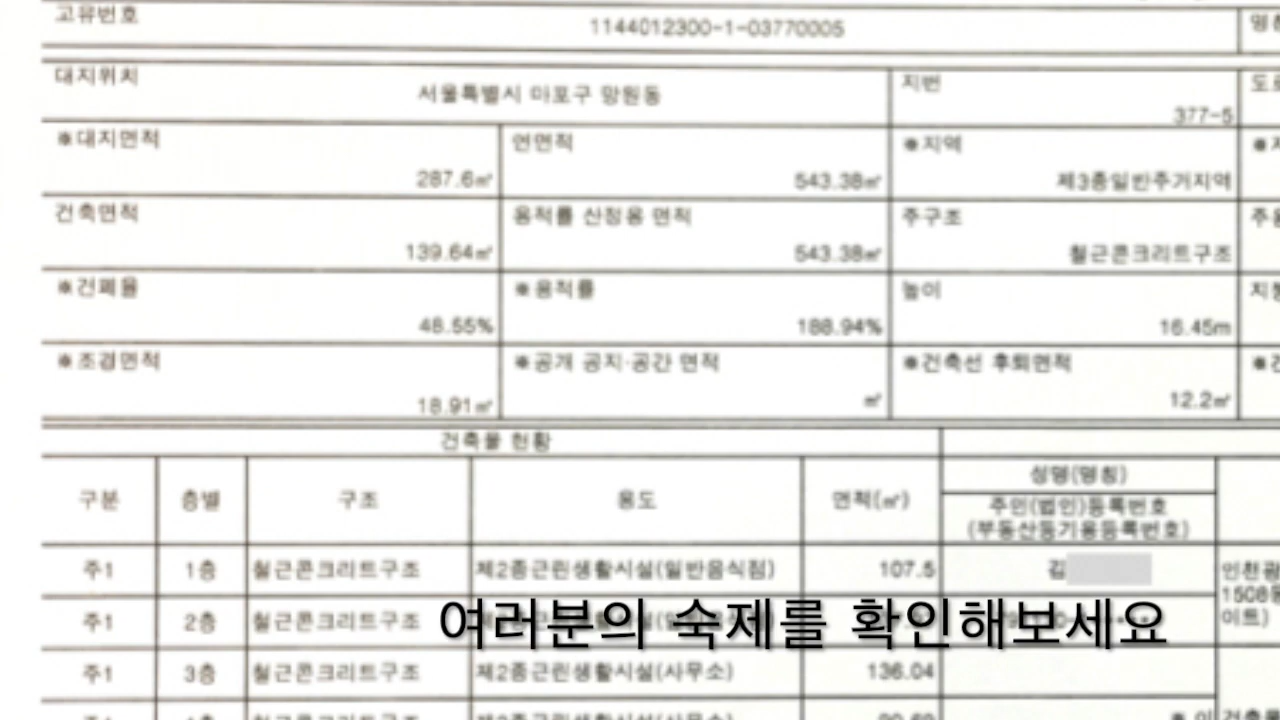 고유번호
1144012300-1-03770005
대지위치
서울특별시 마포구 망원동
지번
377-5
※대지면적
287.6㎡
연면적
543.38㎡
※지역
제3종일반주거지역
건축면적
139.64㎡
용적률 산정용 면적
543.38㎡
주구조
철근콘크리트구조
※건폐율
48.55%
※용적률
188.94%
높이
16.45m
※조경면적
18.91㎡
※공개 공지·공간 면적
㎡
※건축선 후퇴면적
12.2㎡
건축물 현황
구분 층별 구조 용도 면적(㎡)
성명(명칭)
주민(법인)등록번호
(부동산등기용등록번호)
주1 1층 철근콘크리트구조 제2종근린생활시설(일반음식점) 107.5
김
인천광
1508동
이트)
주1 2층 철근콘크리트구조
여러분의 숙제를 확인해보세요
주1 3층 철근콘크리트구조 제2종근린생활시설(사무소) 136.04